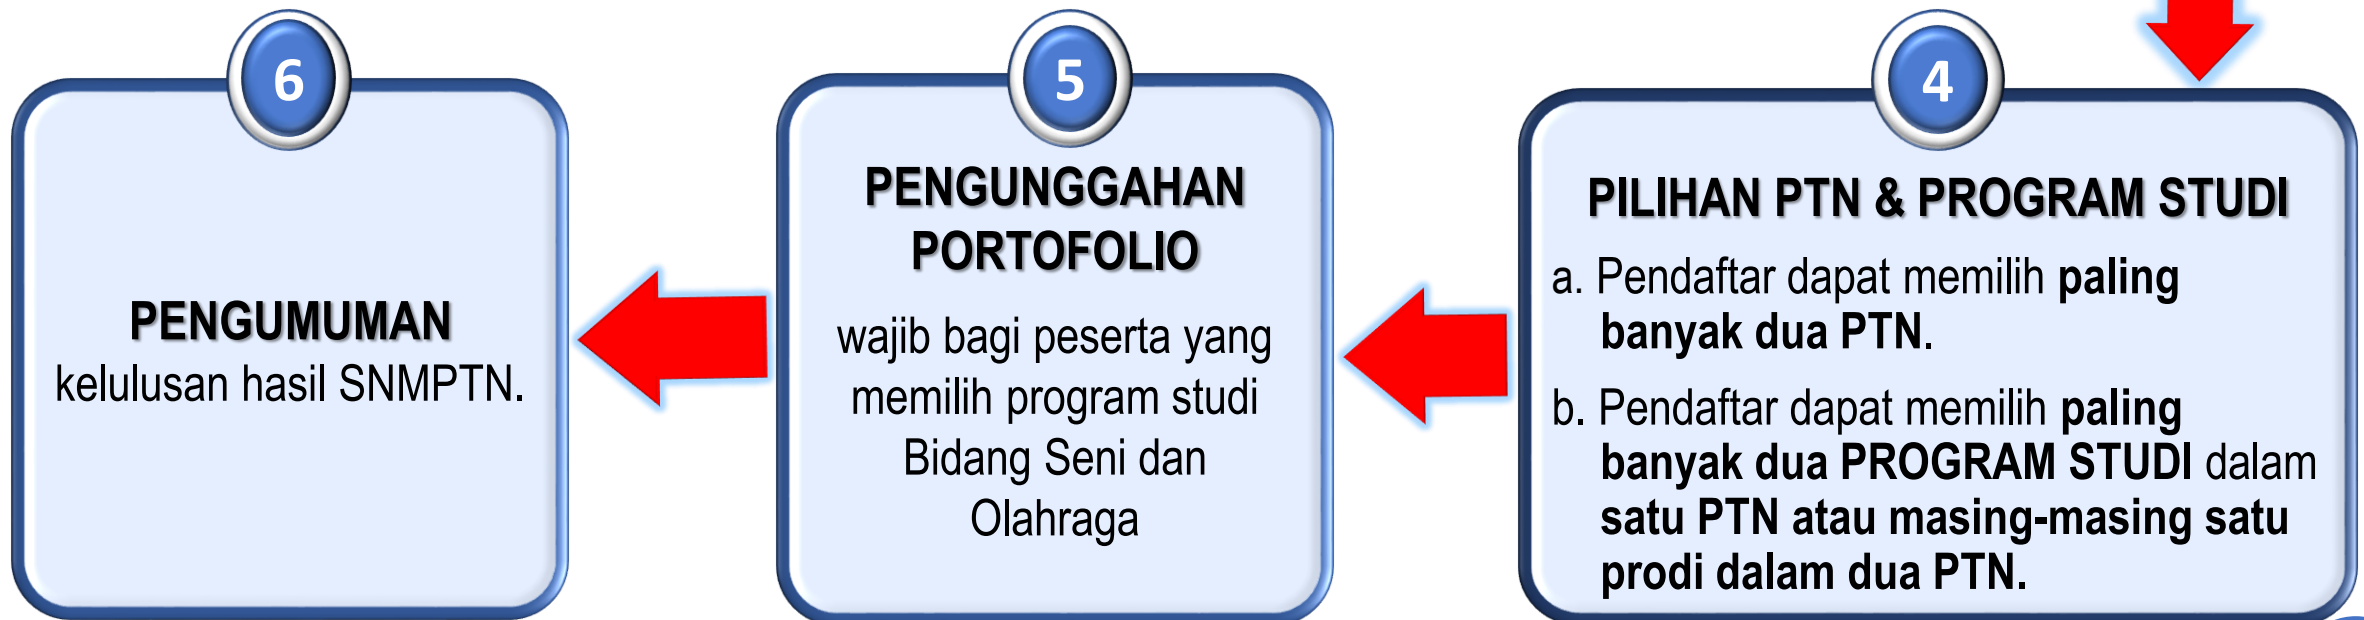 4
PILIHAN PTN & PROGRAM STUDI
a. Pendaftar dapat memilih paling
banyak dua PTN.
b. Pendaftar dapat memilih paling
banyak dua PROGRAM STUDI dalam
satu PTN atau masing-masing satu
prodi dalam dua PTN.
5
PENGUNGGAHAN
PORTOFOLIO
wajib bagi peserta yang
memilih program studi
Bidang Seni dan
Olahraga
6
PENGUMUMAN
kelulusan hasil SNMPTN.